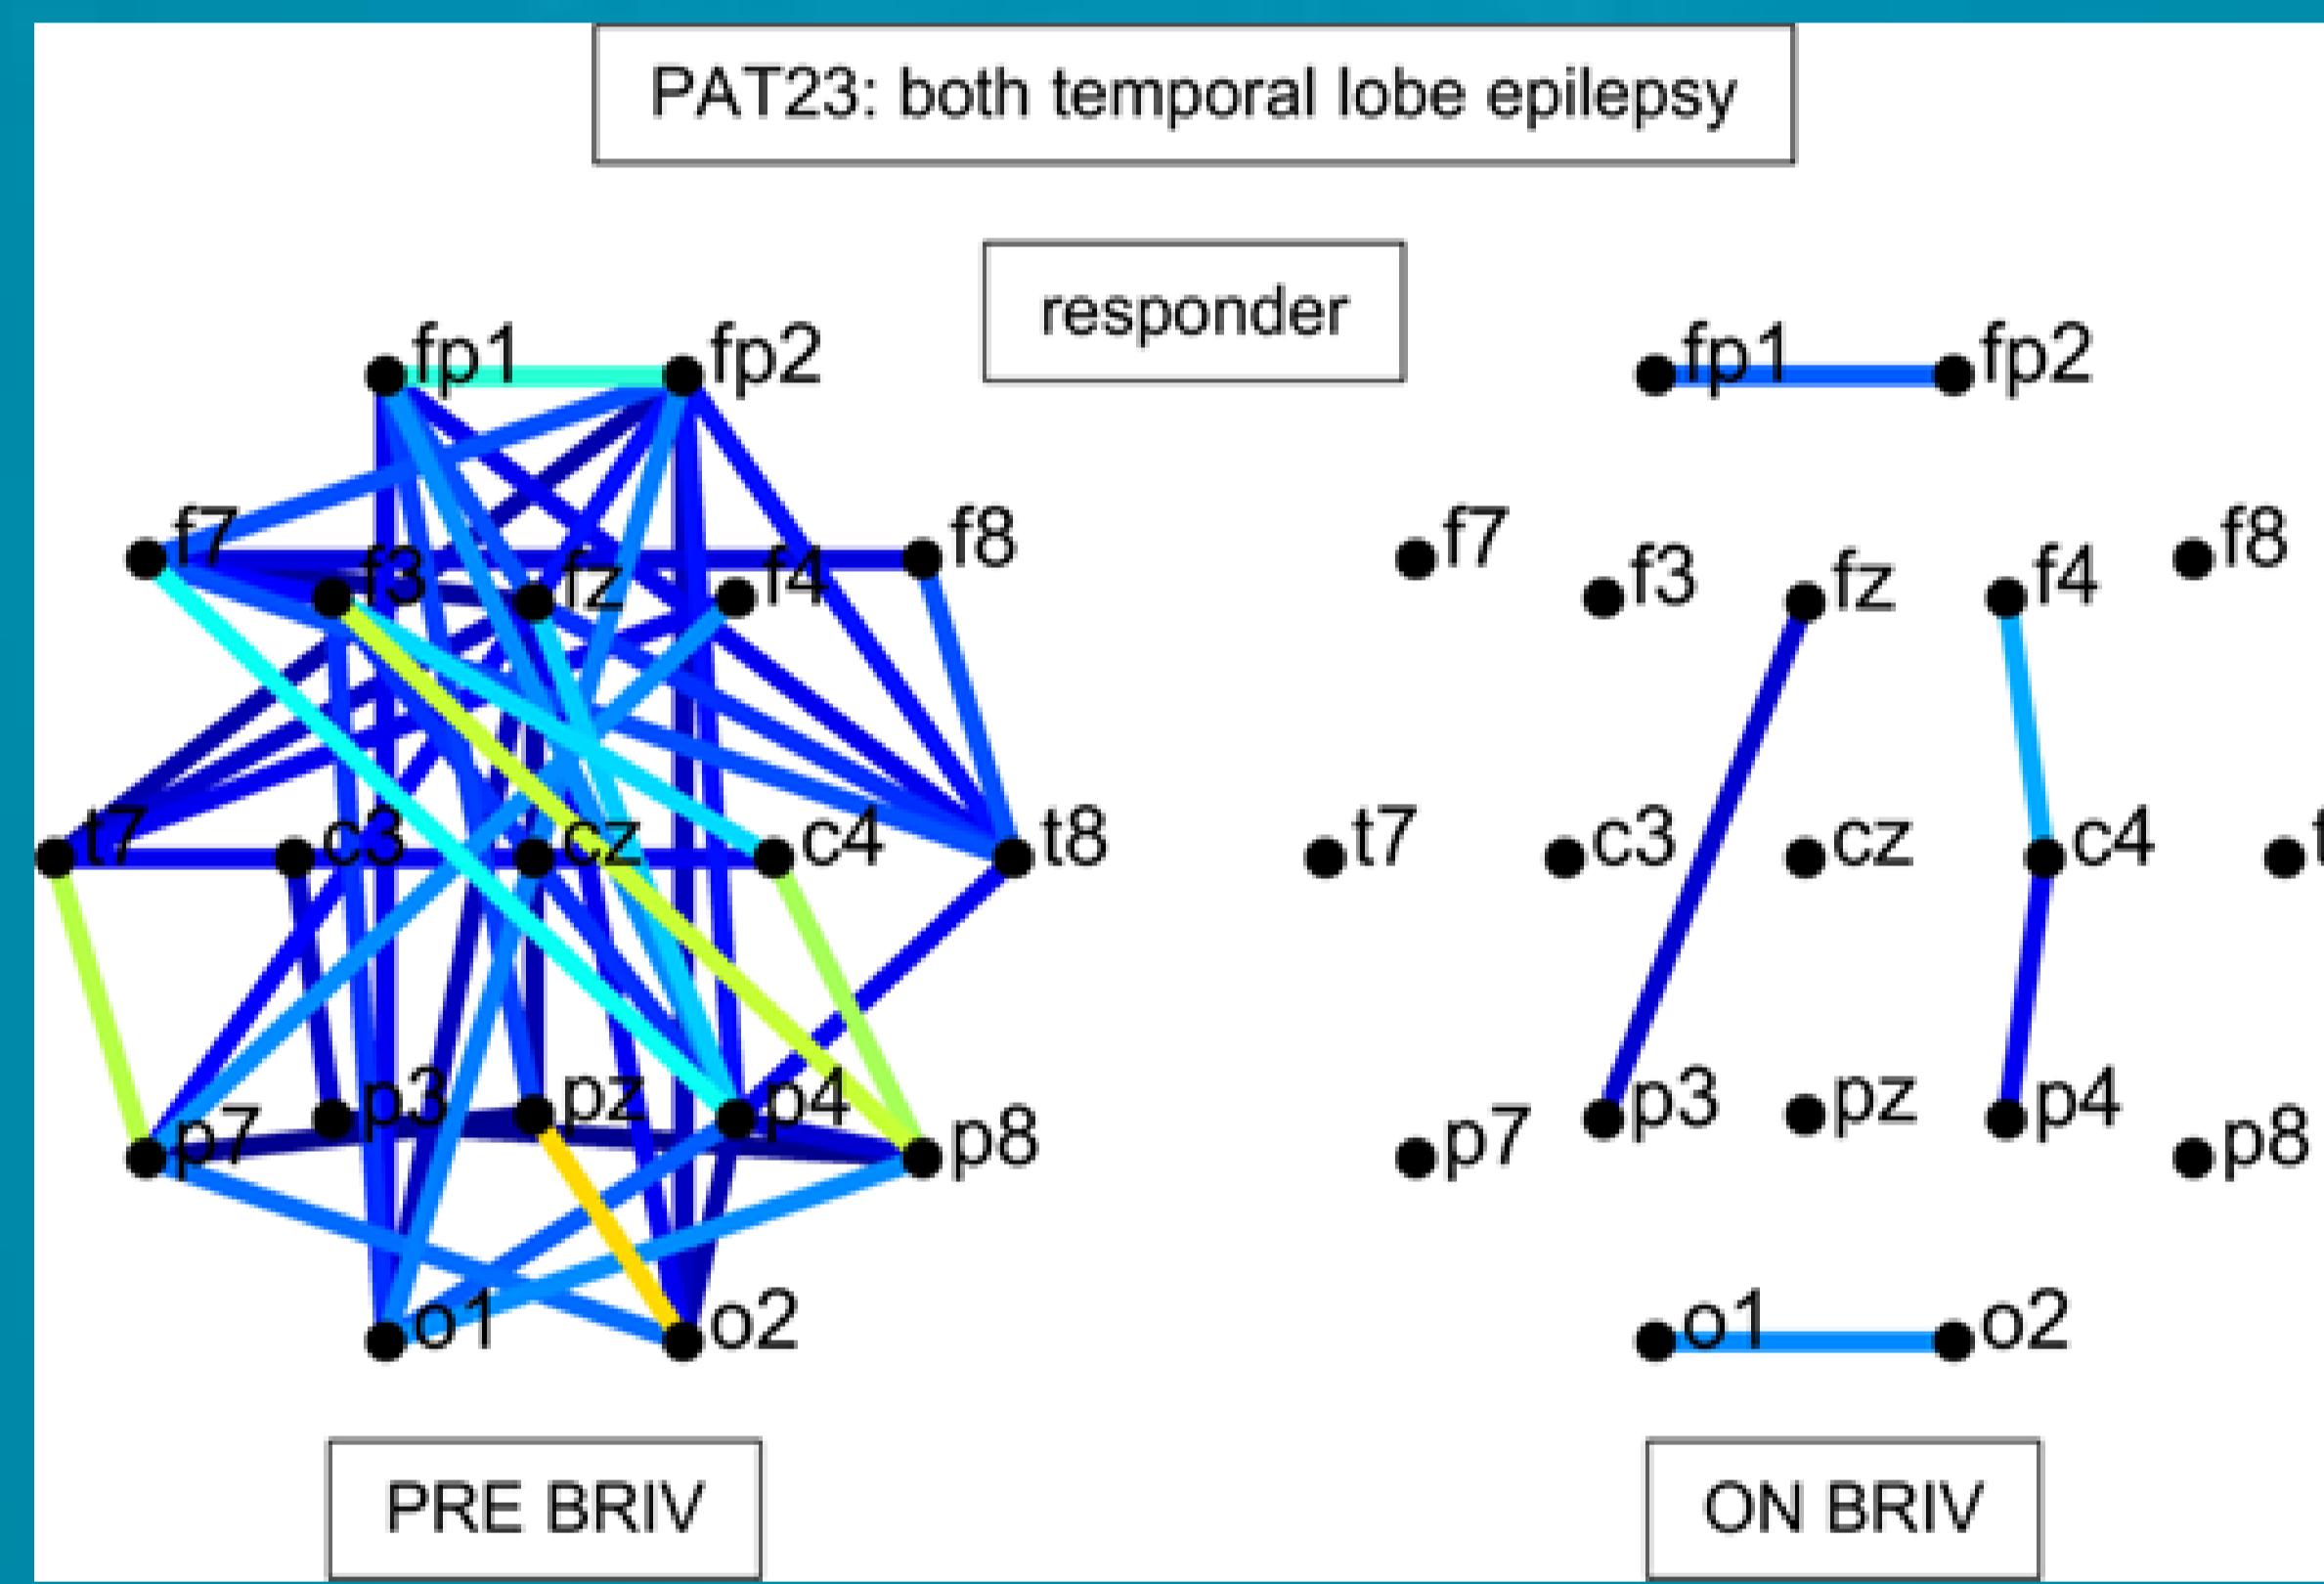 PAT23: both temporal lobe epilepsy
responder
fp1 fp2 fp1 fp2
f7 f3 fz f4 f8 f7 f3 fz f4 f8
t7 c3 cz c4 t8 t7 c3 cz c4 t
p7 p3 pz p4 p8 p7 p3 pz p4 p8
o1 o2 o1 o2
PRE BRIV ON BRIV